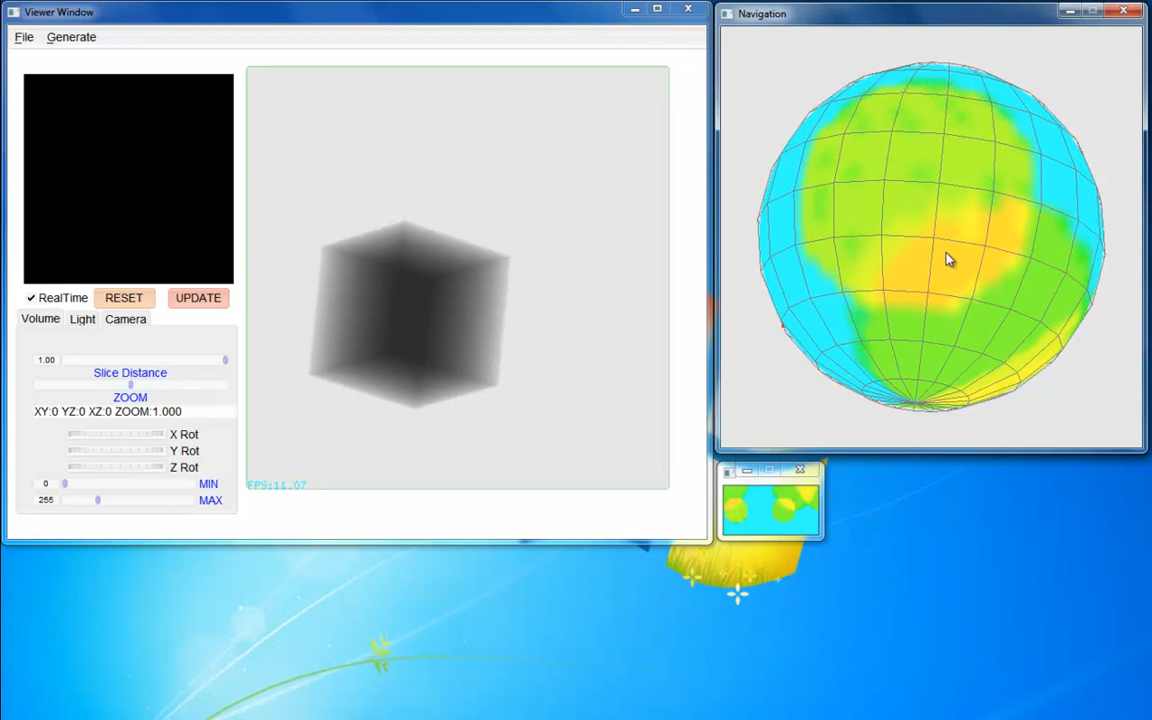 Viewer Window
File Generate
RealTime RESET UPDATE
Volume Light Camera
1.00
Slice Distance
ZOOM
XY:0 YZ:0 XZ:0 ZOOM:1.000
X Rot
Y Rot
Z Rot
0 MIN
255 MAX
FPS:11.07
Navigation